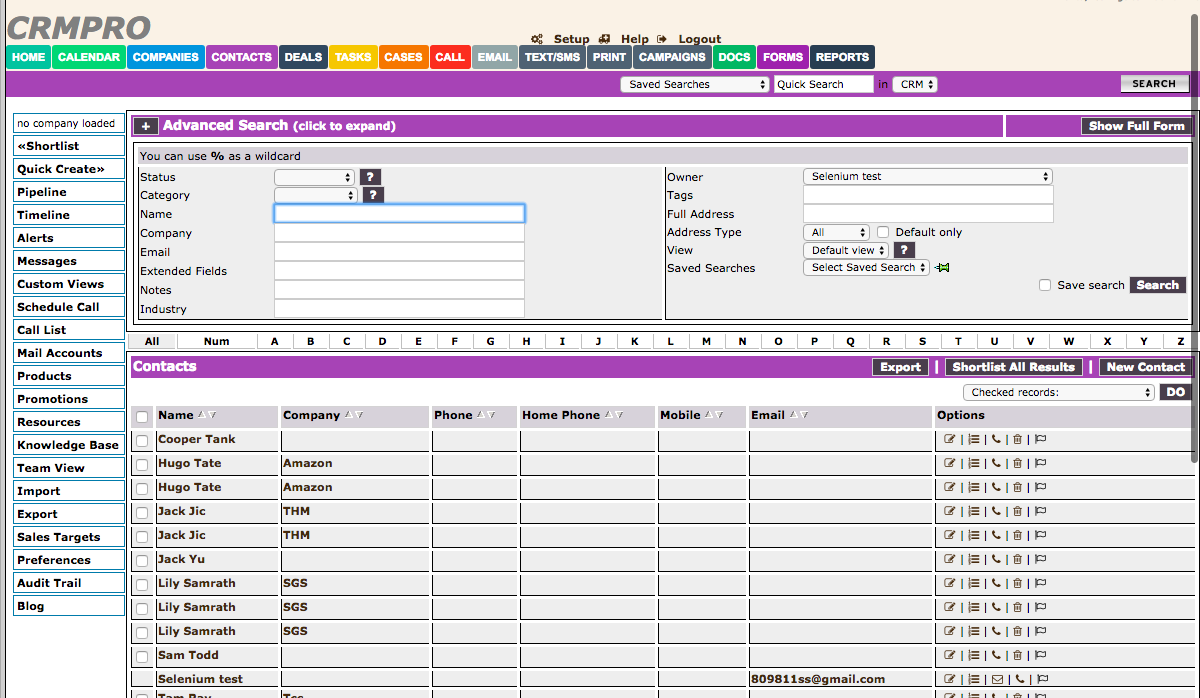 CRMPRO
Setup Help Logout
HOME CALENDAR COMPANIES CONTACTS DEALS TASKS CASES CALL EMAIL TEXT/SMS PRINT CAMPAIGNS DOCS FORMS REPORTS
Saved Searches Quick Search in CRM SEARCH
no company loaded
«Shortlist
Quick Create»
Pipeline
Timeline
Alerts
Messages
Custom Views
Schedule Call
Call List
Mail Accounts
Products
Promotions
Resources
Knowledge Base
Team View
Import
Export
Sales Targets
Preferences
Audit Trail
Blog
+ Advanced Search (click to expand) Show Full Form
You can use % as a wildcard
Status ?
Category ?
Name
Company
Email
Extended Fields
Notes
Industry
Owner Selenium test
Tags
Full Address
Address Type All Default only
View Default view ?
Saved Searches Select Saved Search
Save search Search
All Num A B C D E F G H I J K L M N O P Q R S T U V W X Y Z
Contacts Export | Shortlist All Results | New Contact
Checked records: DO
Name Company Phone Home Phone Mobile Email Options
Cooper Tank
Hugo Tate Amazon
Hugo Tate Amazon
Jack Jic THM
Jack Jic THM
Jack Yu
Lily Samrath SGS
Lily Samrath SGS
Lily Samrath SGS
Sam Todd
Selenium test 809811ss@gmail.com